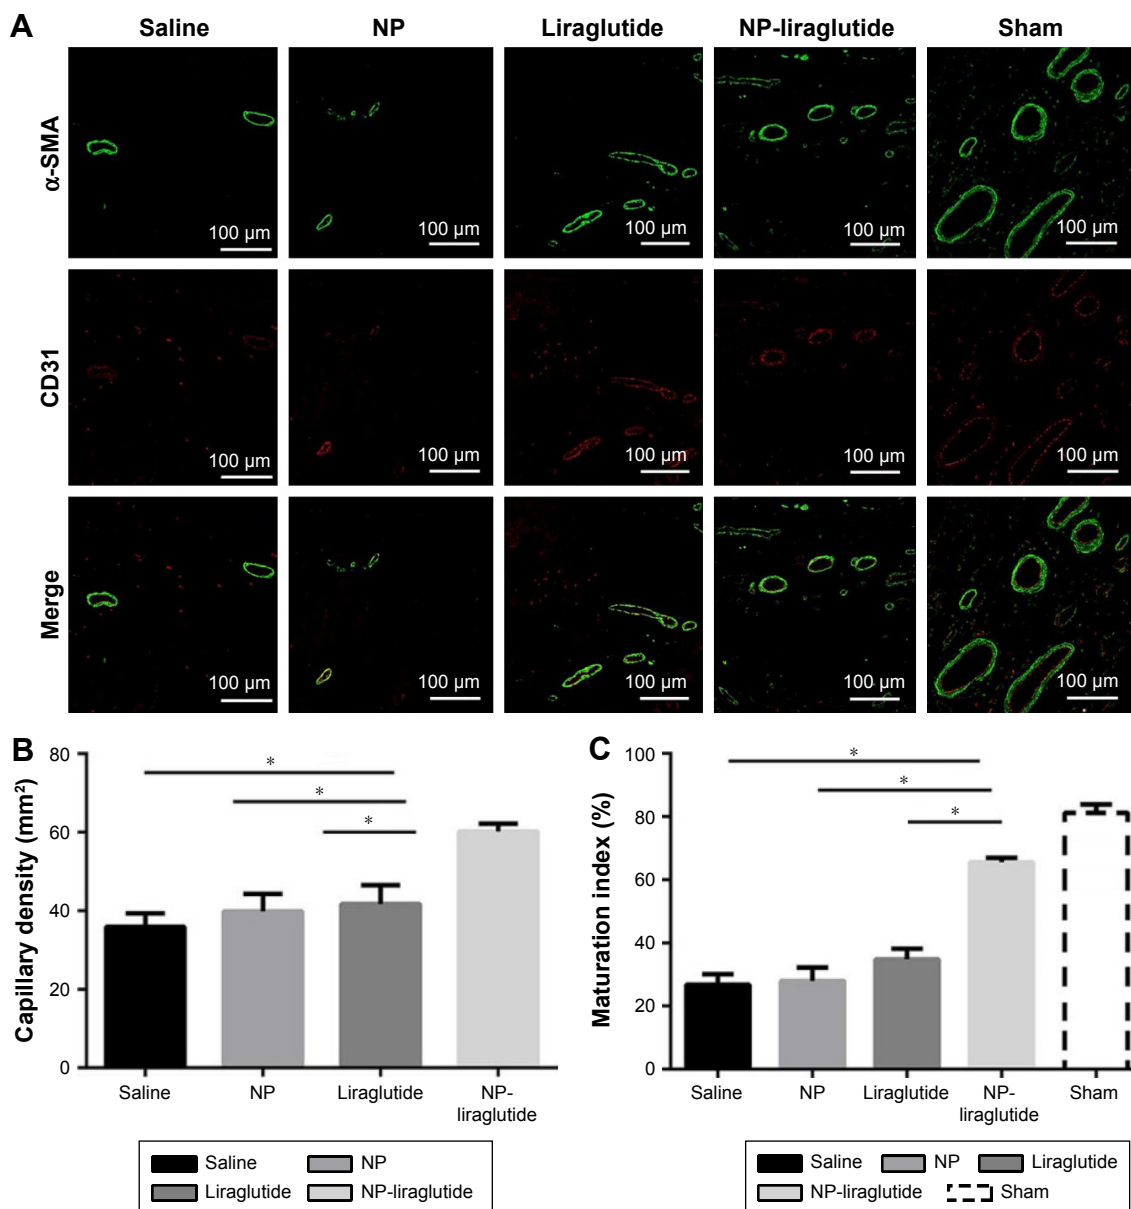 A
Saline NP Liraglutide NP-liraglutide Sham
α-SMA
100 µm 100 µm 100 µm 100 µm 100 µm
CD31
100 µm 100 µm 100 µm 100 µm 100 µm
Merge
100 µm 100 µm 100 µm 100 µm 100 µm
B
Capillary density (mm²)
80
60
40
20
0
* 
*
*
Saline NP Liraglutide NP-
liraglutide
Saline NP
Liraglutide NP-liraglutide
C
Maturation index (%)
100
80
60
40
20
0
*
*
*
Saline NP Liraglutide NP-
liraglutide Sham
Saline NP Liraglutide
NP-liraglutide Sham